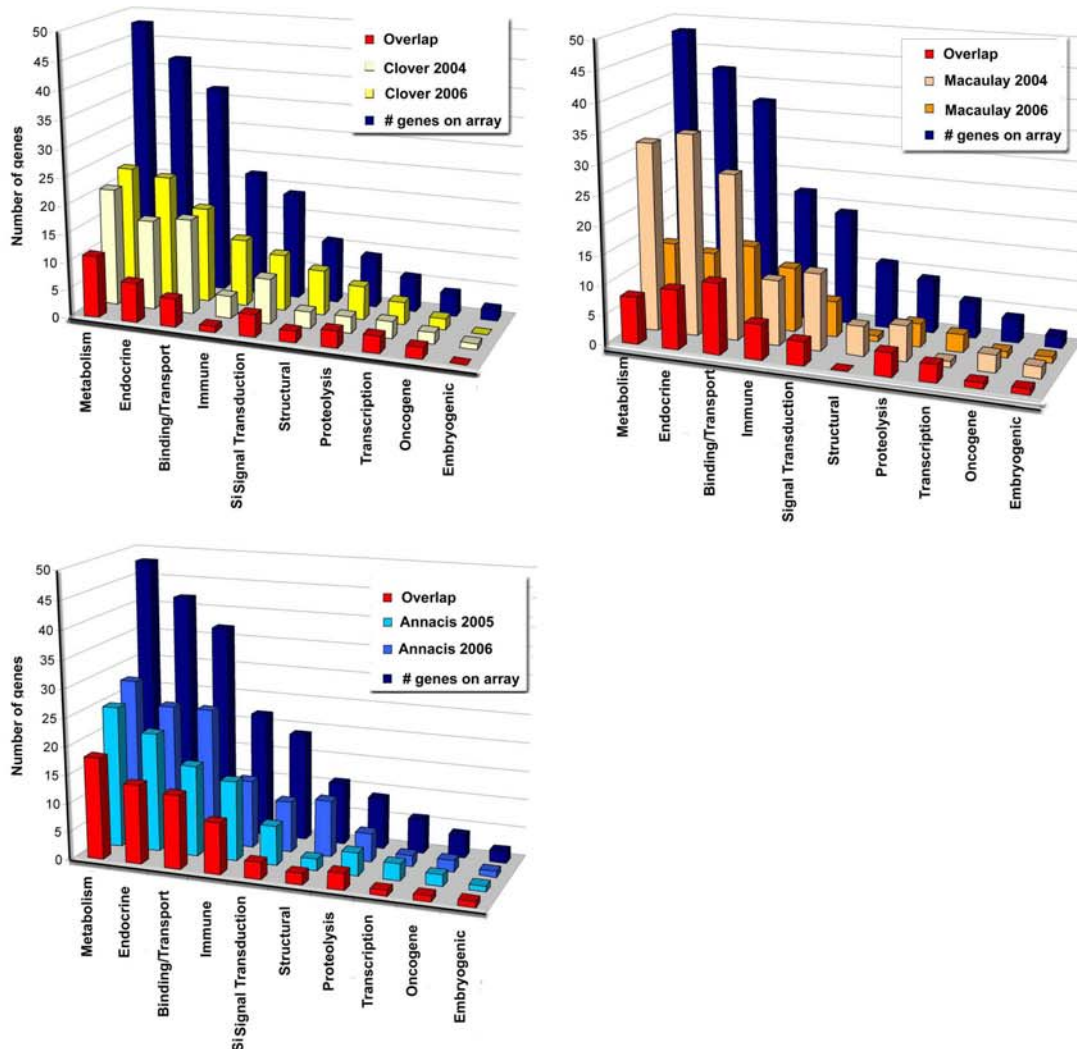 50
45
40
35
30
25
20
15
10
5
0
Number of genes
Overlap
Clover 2004
Clover 2006
# genes on array
Metabolism
Endocrine
Binding/Transport
Immune
SiSignal Transduction
Structural
Proteolysis
Transcription
Oncogene
Embryogenic
50
45
40
35
30
25
20
15
10
5
0
Overlap
Macaulay 2004
Macaulay 2006
# genes on array
Metabolism
Endocrine
Binding/Transport
Immune
Signal Transduction
Structural
Proteolysis
Transcription
Oncogene
Embryogenic
50
45
40
35
30
25
20
15
10
5
0
Number of genes
Overlap
Annacis 2005
Annacis 2006
# genes on array
Metabolism
Endocrine
Binding/Transport
Immune
SiSignal Transduction
Structural
Proteolysis
Transcription
Oncogene
Embryogenic